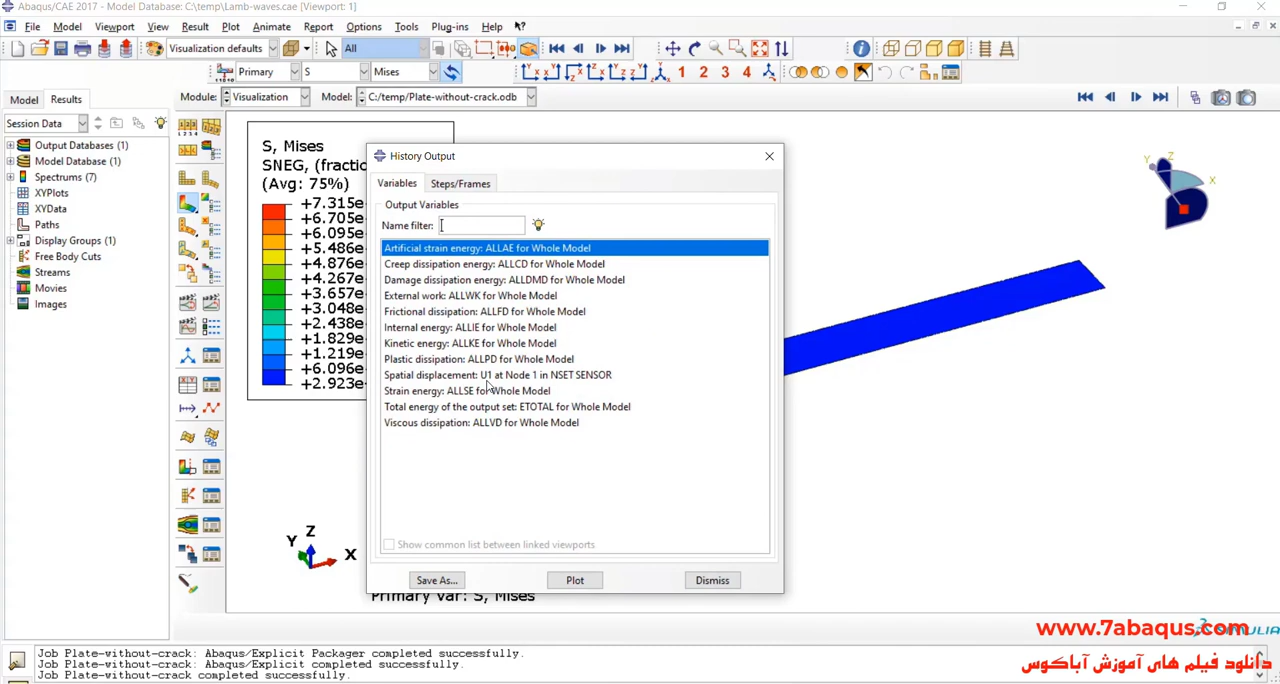 Abaqus/CAE 2017 - Model Database: C:\temp\Lamb-waves.cae [Viewport: 1]
File Model Viewport View Result Plot Animate Report Options Tools Plug-ins Help
Visualization defaults All
Primary S Mises 1 2 3 4
Model Results Module: Visualization Model: C:/temp/Plate-without-crack.odb
Session Data
Output Databases (1)
Model Database (1)
Spectrums (7)
XYPlots
XYData
Paths
Display Groups (1)
Free Body Cuts
Streams
Movies
Images
S, Mises
SNEG, (fractio
(Avg: 75%)
+7.315e-
+6.705e-
+6.095e-
+5.486e-
+4.876e-
+4.267e-
+3.657e-
+3.048e-
+2.438e-
+1.829e-
+1.219e-
+6.096e-
+2.923e-
History Output
Variables Steps/Frames
Output Variables
Name filter:
Artificial strain energy: ALLAE for Whole Model
Creep dissipation energy: ALLCD for Whole Model
Damage dissipation energy: ALLDMD for Whole Model
External work: ALLWK for Whole Model
Frictional dissipation: ALLFD for Whole Model
Internal energy: ALLIE for Whole Model
Kinetic energy: ALLKE for Whole Model
Plastic dissipation: ALLPD for Whole Model
Spatial displacement: U1 at Node 1 in NSET SENSOR
Strain energy: ALLSE for Whole Model
Total energy of the output set: ETOTAL for Whole Model
Viscous dissipation: ALLVD for Whole Model
Show common list between linked viewports
Save As... Plot Dismiss
Y Z X
Z
Y X
Primary Var: S, Mises
SIMULIA
www.7abaqus.com
دانلود فیلم های آموزش آباکوس
Job Plate-without-crack: Abaqus/Explicit Packager completed successfully.
Job Plate-without-crack: Abaqus/Explicit completed successfully.
Job Plate-without-crack completed successfully.